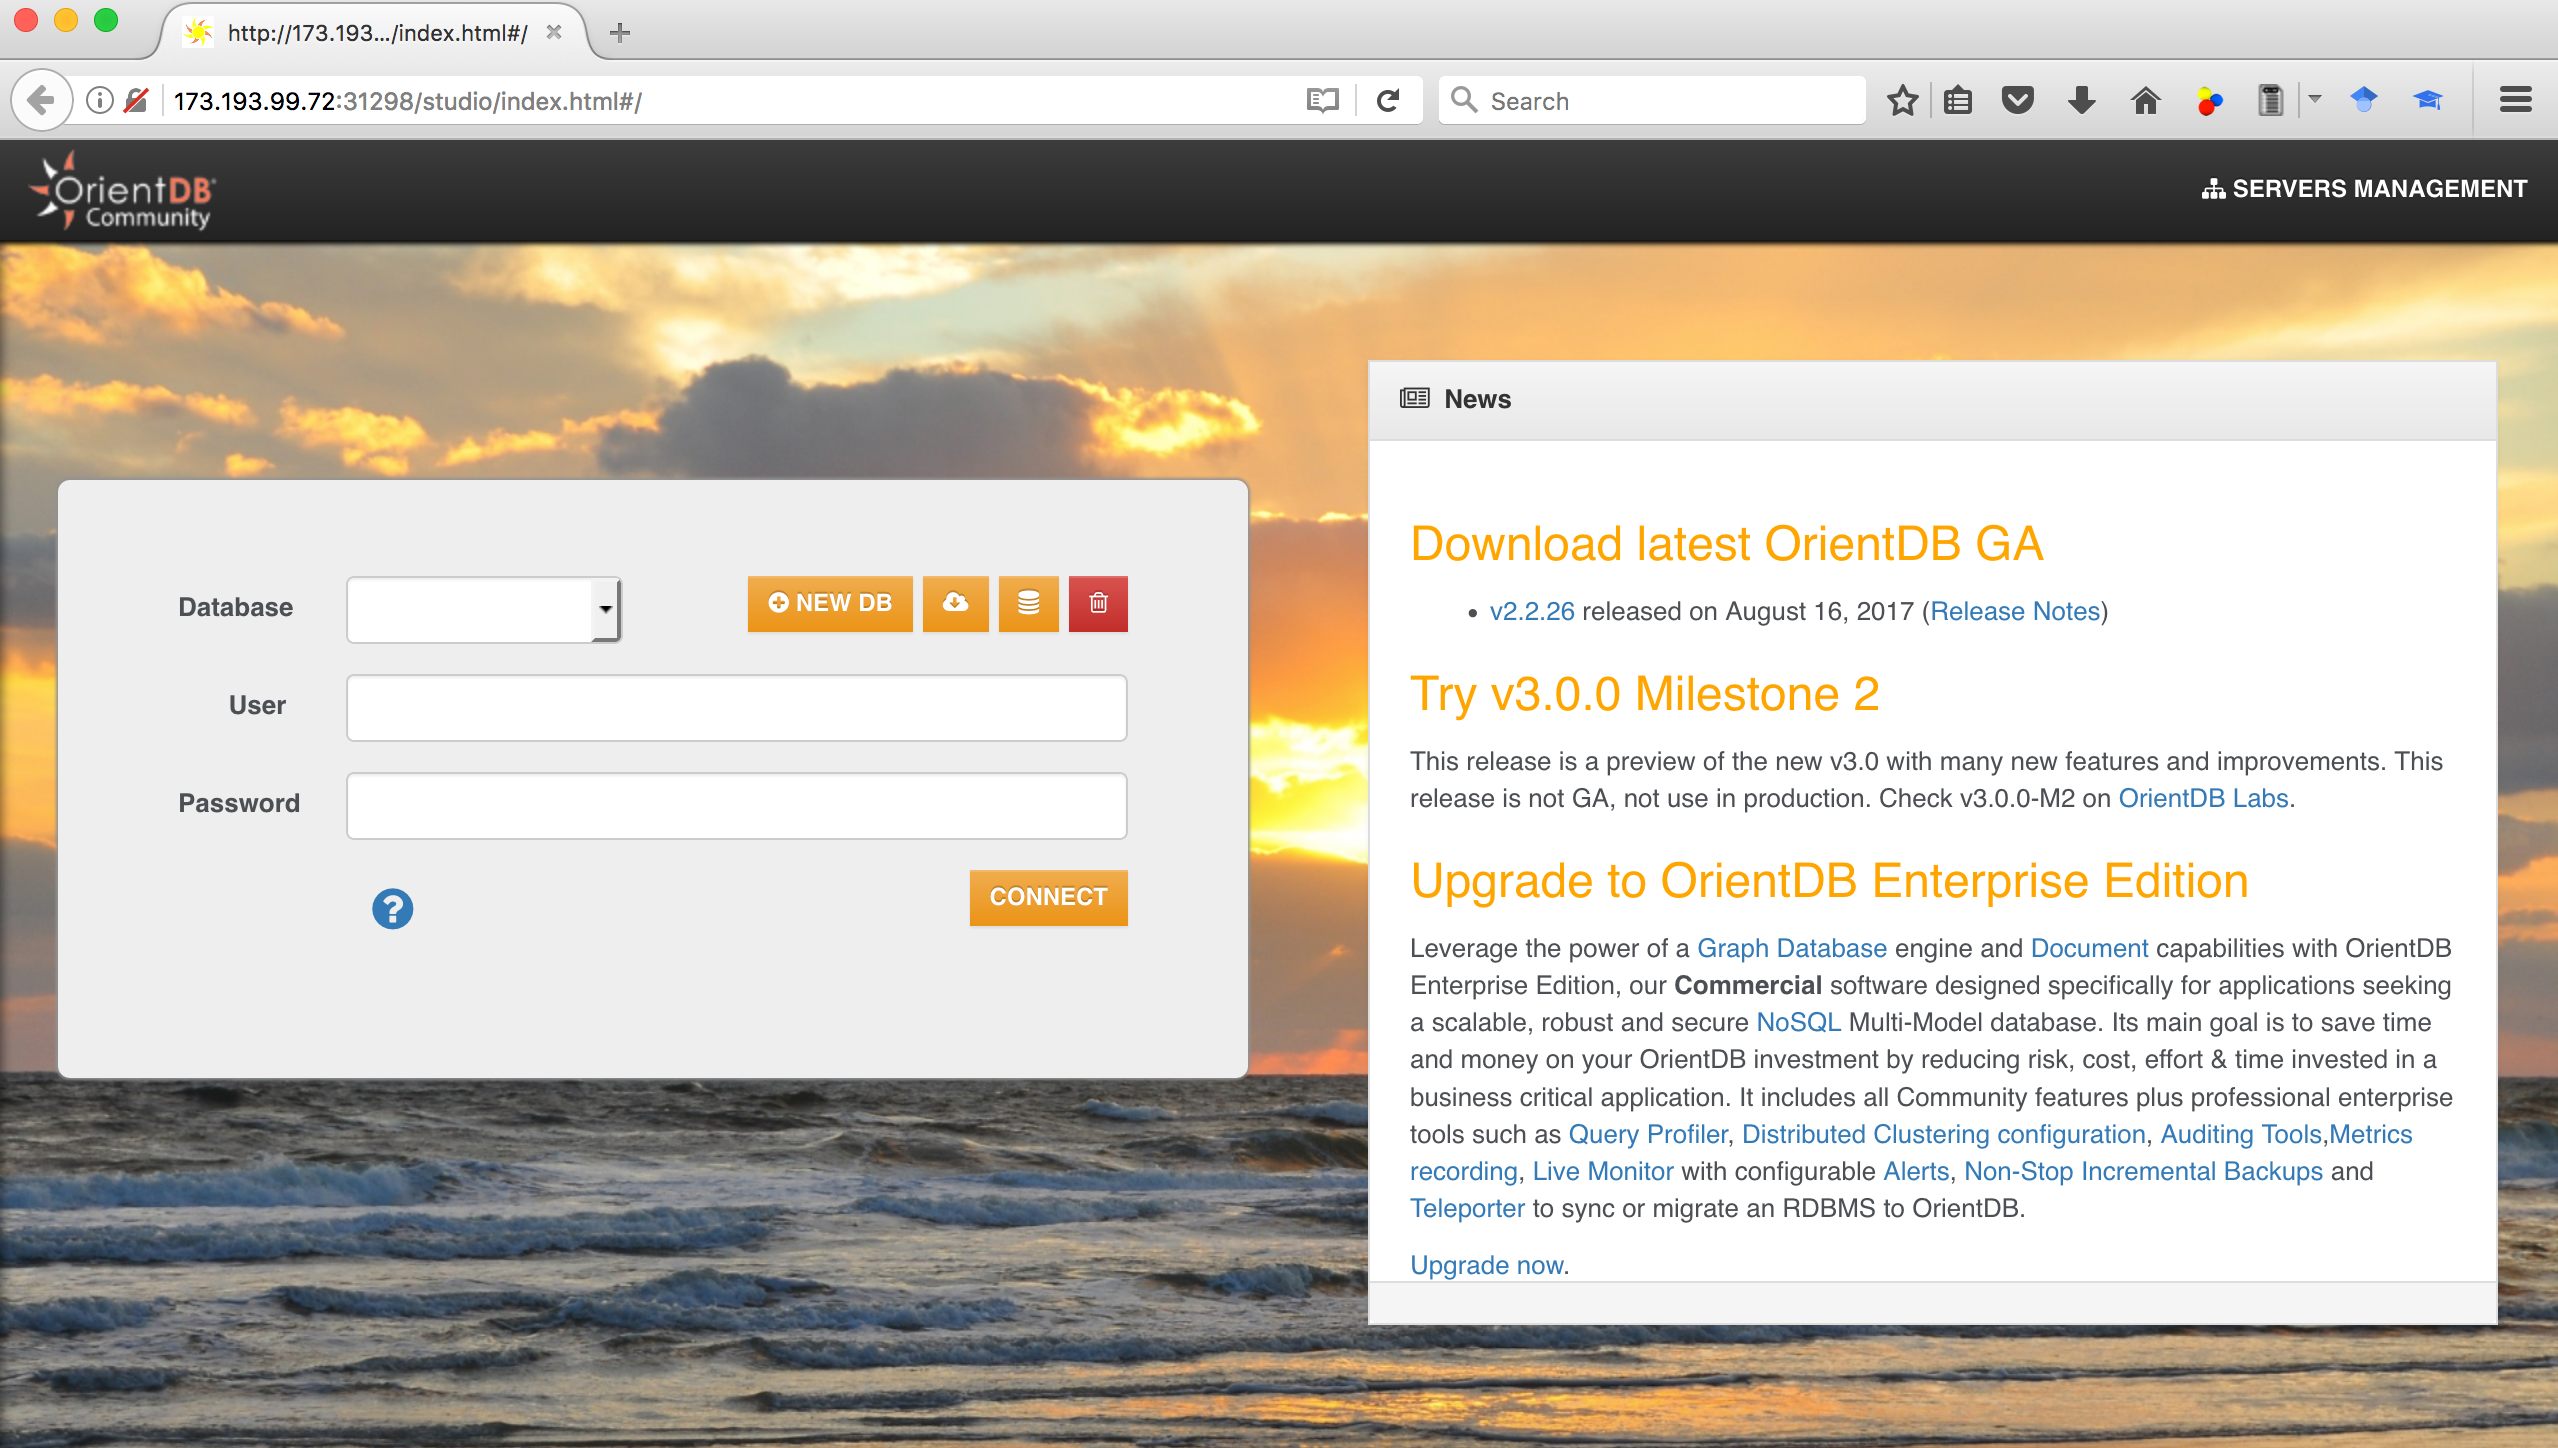 http://173.193.../index.html#/
173.193.99.72:31298/studio/index.html#/
Search
OrientDB
Community
SERVERS MANAGEMENT
Database
NEW DB
User
Password
CONNECT
News
Download latest OrientDB GA
• v2.2.26 released on August 16, 2017 (Release Notes)
Try v3.0.0 Milestone 2
This release is a preview of the new v3.0 with many new features and improvements. This
release is not GA, not use in production. Check v3.0.0-M2 on OrientDB Labs.
Upgrade to OrientDB Enterprise Edition
Leverage the power of a Graph Database engine and Document capabilities with OrientDB
Enterprise Edition, our Commercial software designed specifically for applications seeking
a scalable, robust and secure NoSQL Multi-Model database. Its main goal is to save time
and money on your OrientDB investment by reducing risk, cost, effort & time invested in a
business critical application. It includes all Community features plus professional enterprise
tools such as Query Profiler, Distributed Clustering configuration, Auditing Tools,Metrics
recording, Live Monitor with configurable Alerts, Non-Stop Incremental Backups and
Teleporter to sync or migrate an RDBMS to OrientDB.
Upgrade now.